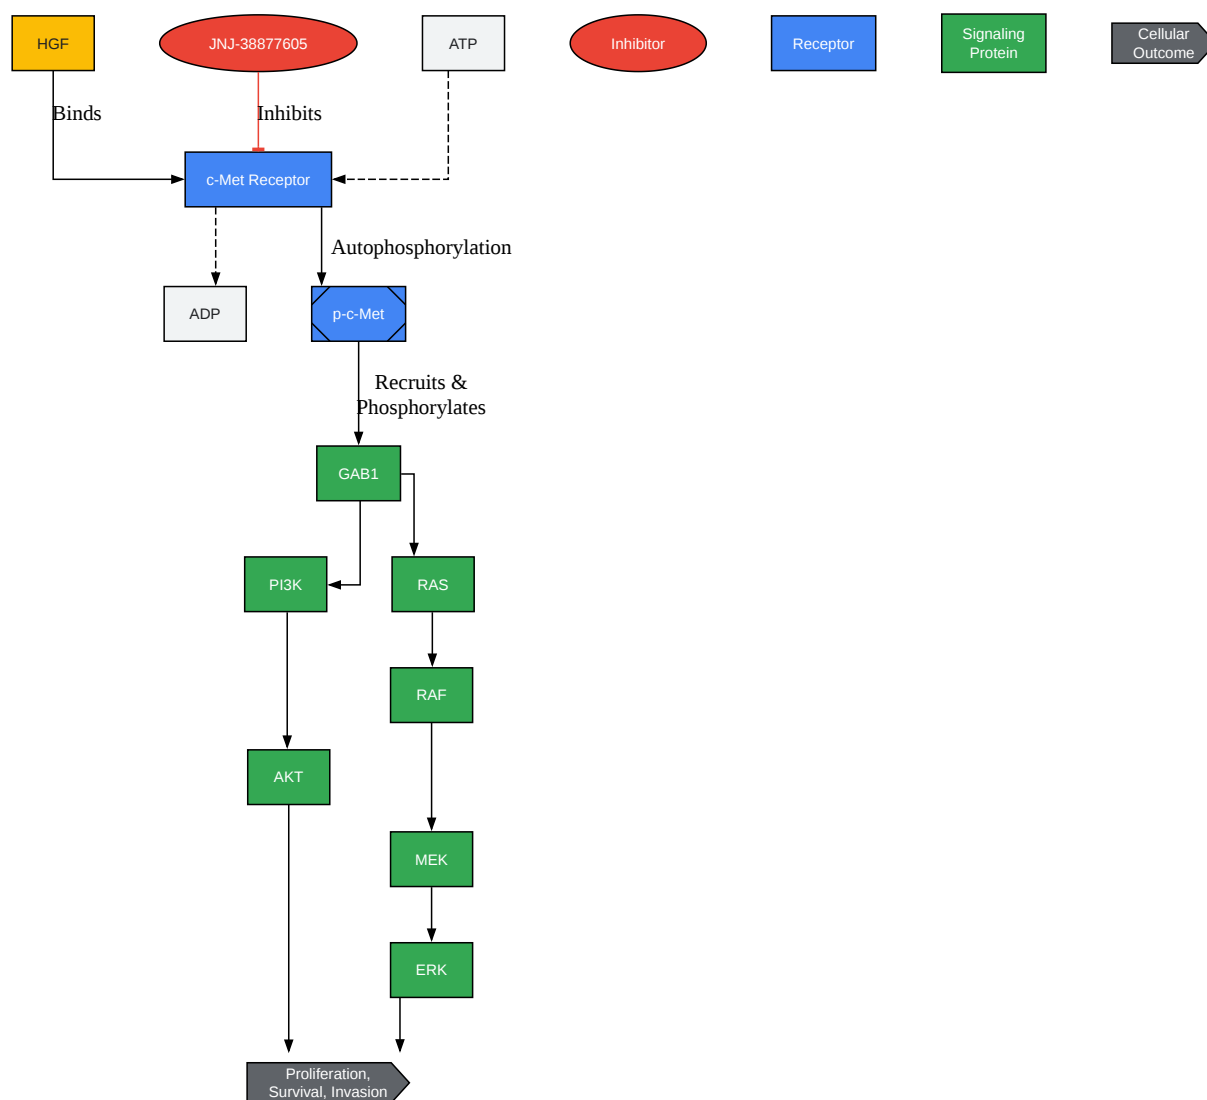 HGF
JNJ-38877605
ATP
Inhibitor
Receptor
Signaling
Protein
Cellular
Outcome
Binds
Inhibits
c-Met Receptor
Autophosphorylation
ADP
p-c-Met
Recruits &
Phosphorylates
GAB1
PI3K
RAS
RAF
AKT
MEK
ERK
Proliferation,
Survival, Invasion